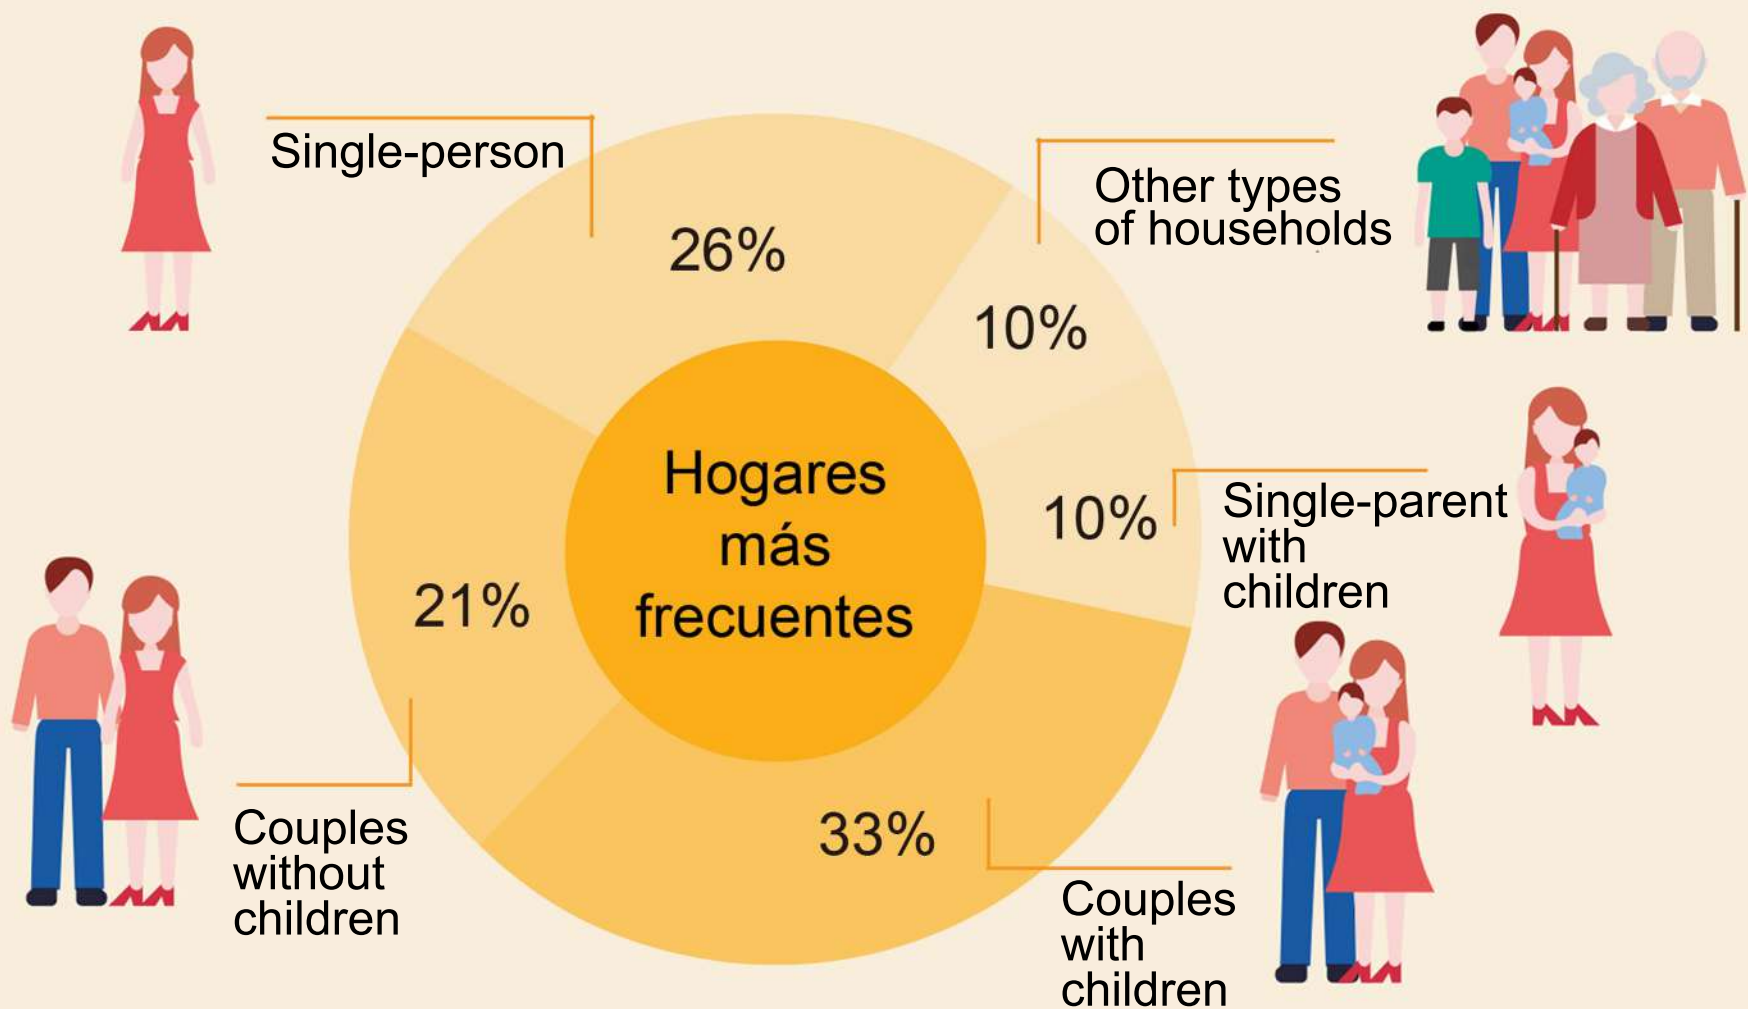 Single-person
26%
Other types
of households
10%
Hogares
más
frecuentes
10%
Single-parent
with
children
21%
Couples
without
children
33%
Couples
with
children